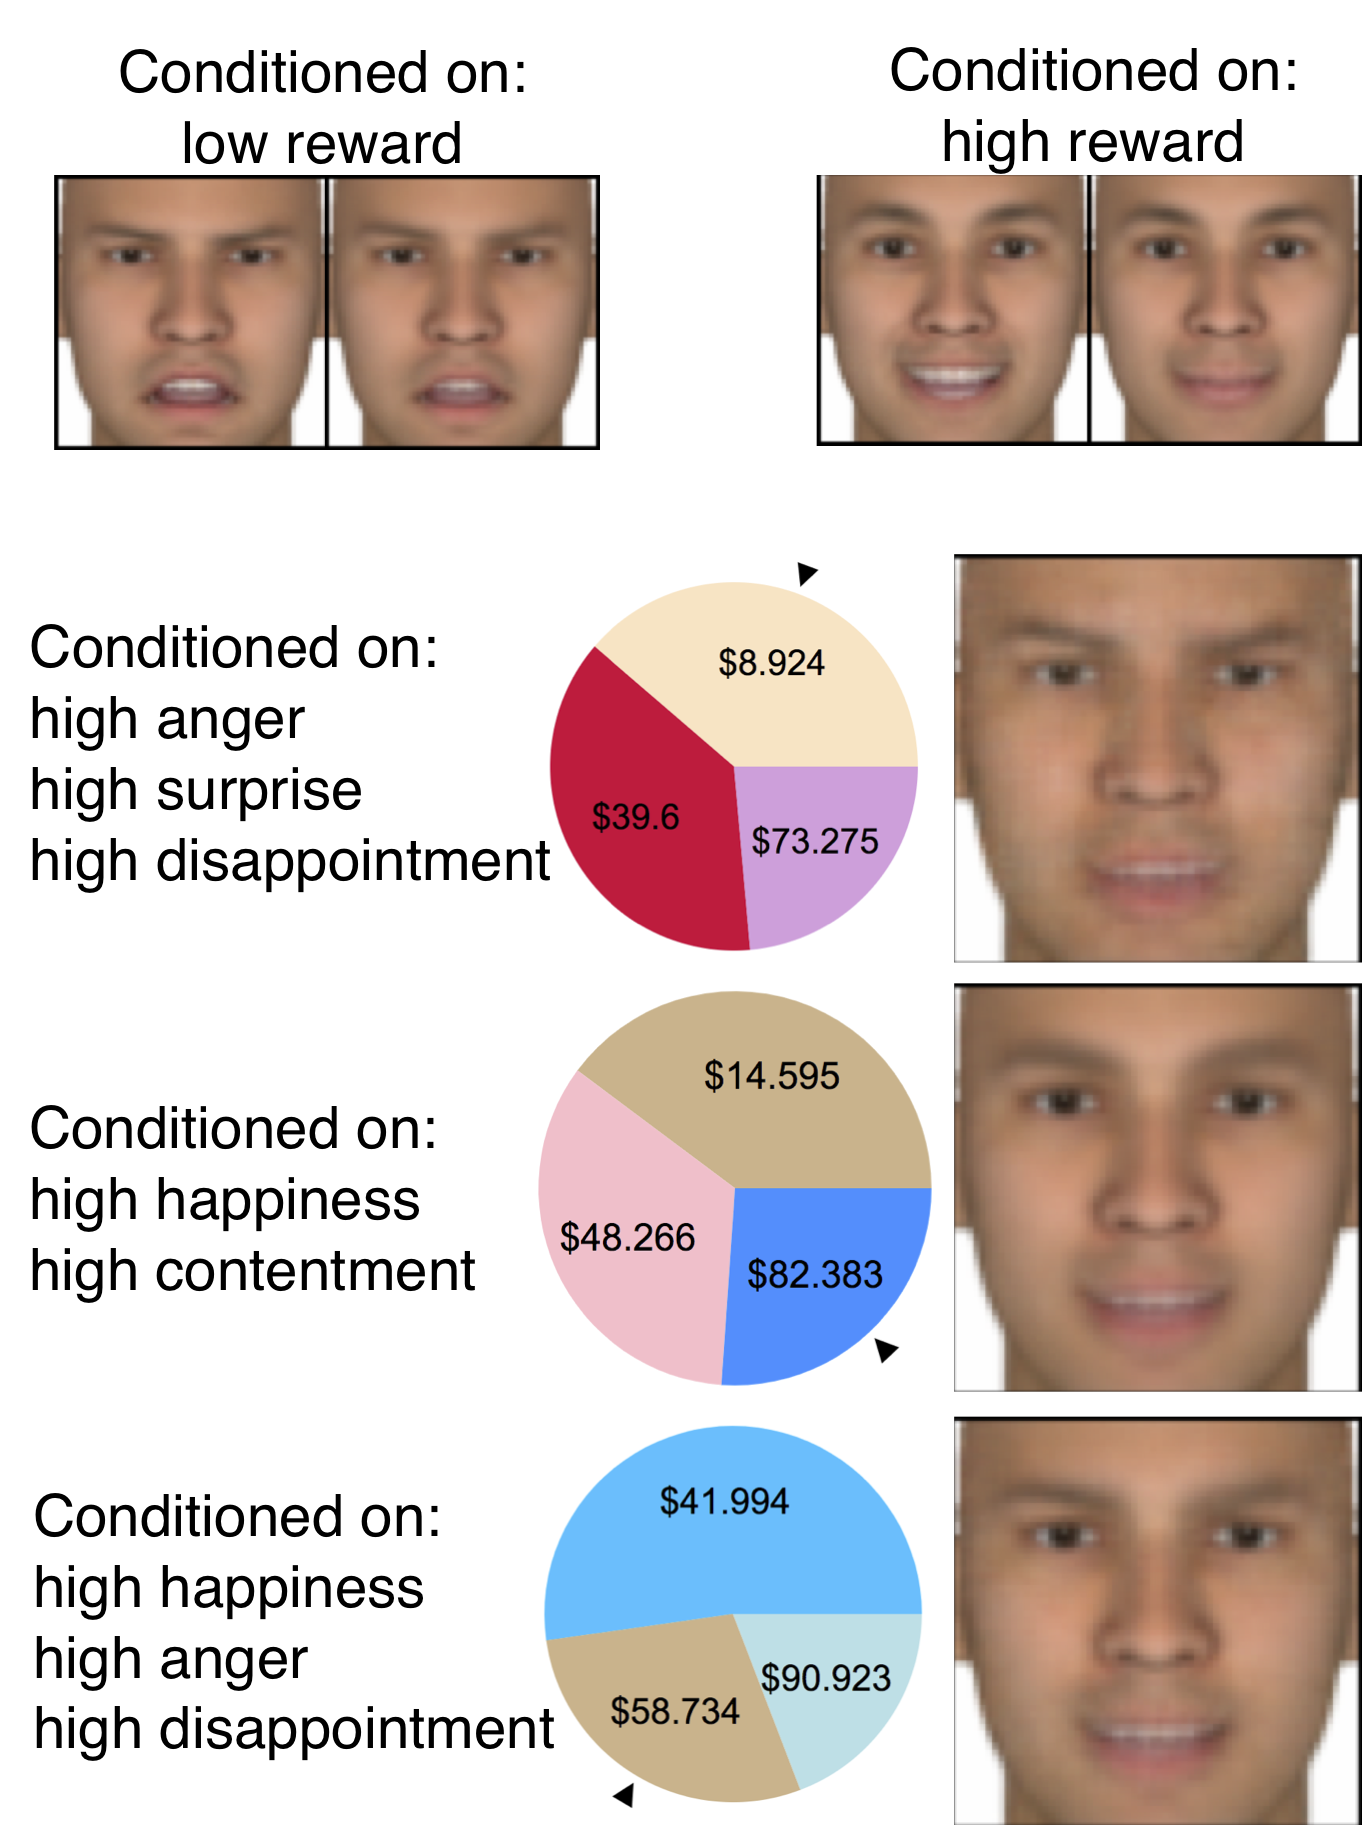 Conditioned on:
low reward
Conditioned on:
high reward
Conditioned on:
high anger
high surprise
high disappointment
$8.924
$39.6
$73.275
Conditioned on:
high happiness
high contentment
$14.595
$48.266
$82.383
Conditioned on:
high happiness
high anger
high disappointment
$41.994
$58.734
$90.923